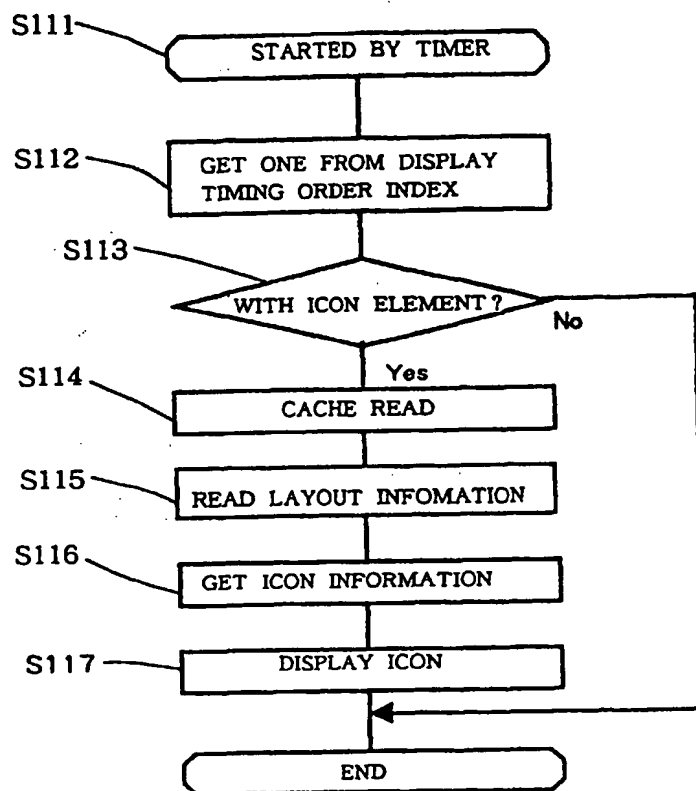 S111
STARTED BY TIMER
S112
GET ONE FROM DISPLAY
TIMING ORDER INDEX
S113
WITH ICON ELEMENT?
No
Yes
S114
CACHE READ
S115
READ LAYOUT INFOMATION
S116
GET ICON INFORMATION
S117
DISPLAY ICON
END